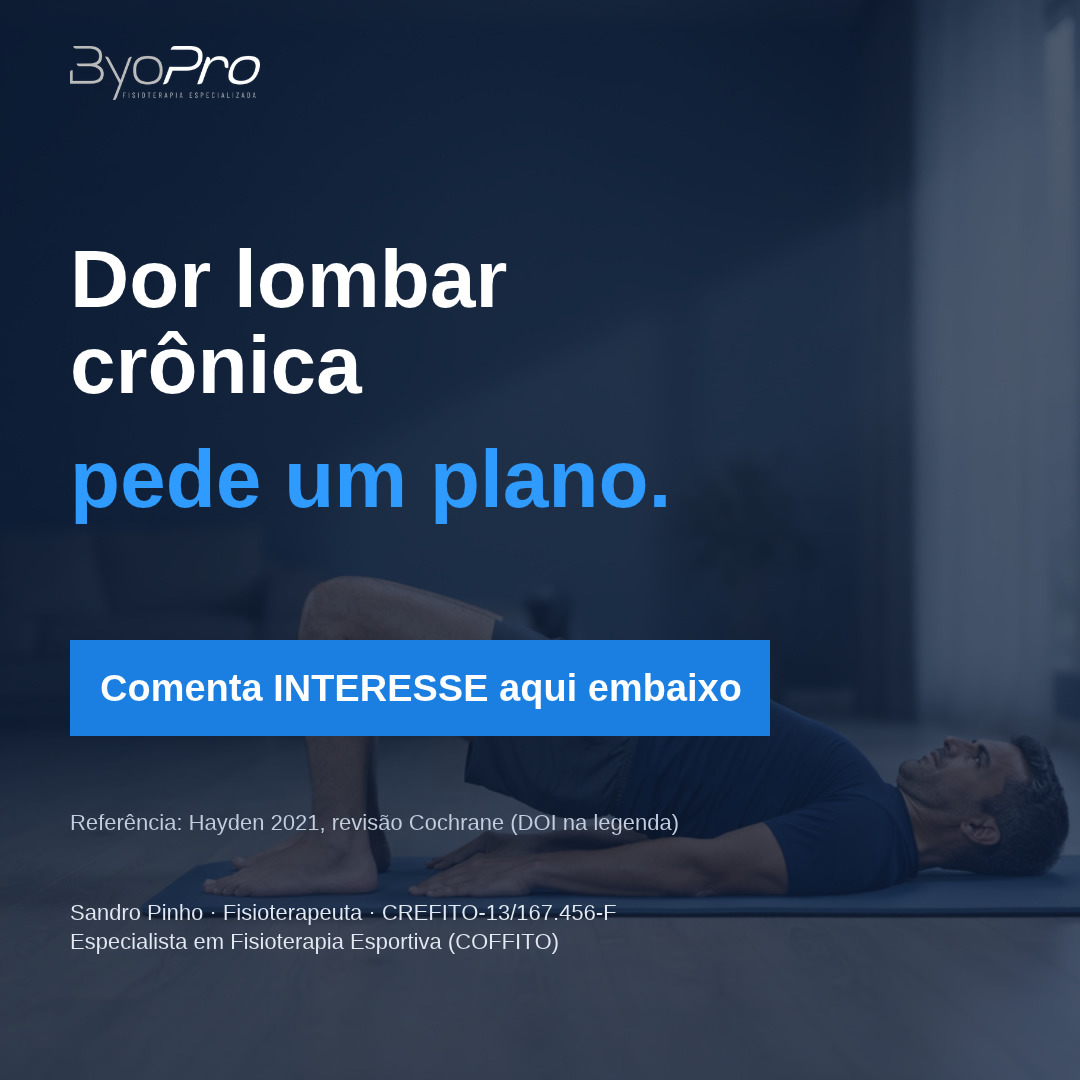 ByoPro
FISIOTERAPIA ESPECIALIZADA
Dor lombar
crônica
pede um plano.
Comenta INTERESSE aqui embaixo
Referência: Hayden 2021, revisão Cochrane (DOI na legenda)
Sandro Pinho · Fisioterapeuta · CREFITO-13/167.456-F
Especialista em Fisioterapia Esportiva (COFFITO)